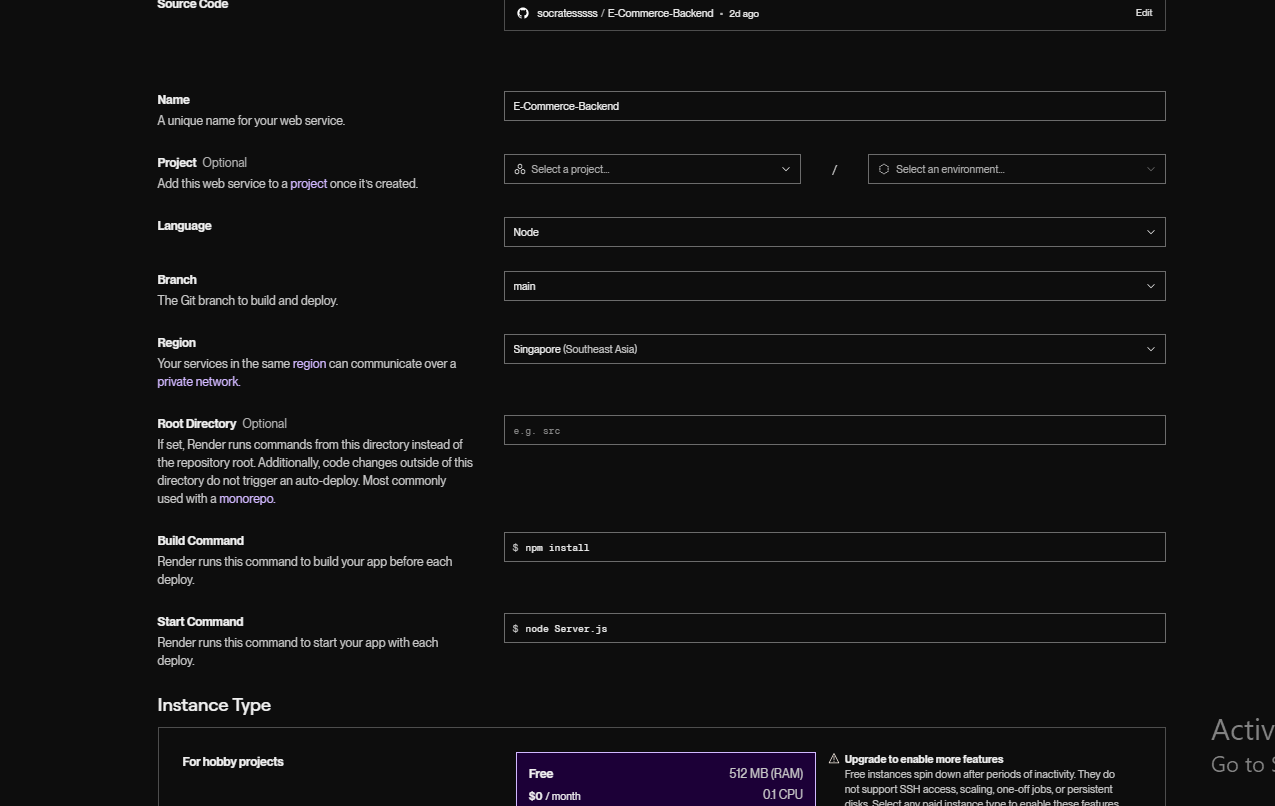 Source Code
socratesssss / E-Commerce-Backend • 2d ago
Edit
Name
A unique name for your web service.
E-Commerce-Backend
Project Optional
Add this web service to a project once it's created.
Select a project...
/
Select an environment...
Language
Node
Branch
The Git branch to build and deploy.
main
Region
Your services in the same region can communicate over a
private network.
Singapore (Southeast Asia)
Root Directory Optional
If set, Render runs commands from this directory instead of
the repository root. Additionally, code changes outside of this
directory do not trigger an auto-deploy. Most commonly
used with a monorepo.
e.g. src
Build Command
Render runs this command to build your app before each
deploy.
$ npm install
Start Command
Render runs this command to start your app with each
deploy.
$ node Server.js
Instance Type
For hobby projects
Free
512 MB (RAM)
$0 / month
0.1 CPU
Upgrade to enable more features
Free instances spin down after periods of inactivity. They do
not support SSH access, scaling, one-off jobs, or persistent
disks. Select any paid instance type to enable these features.
Activ
Go to S